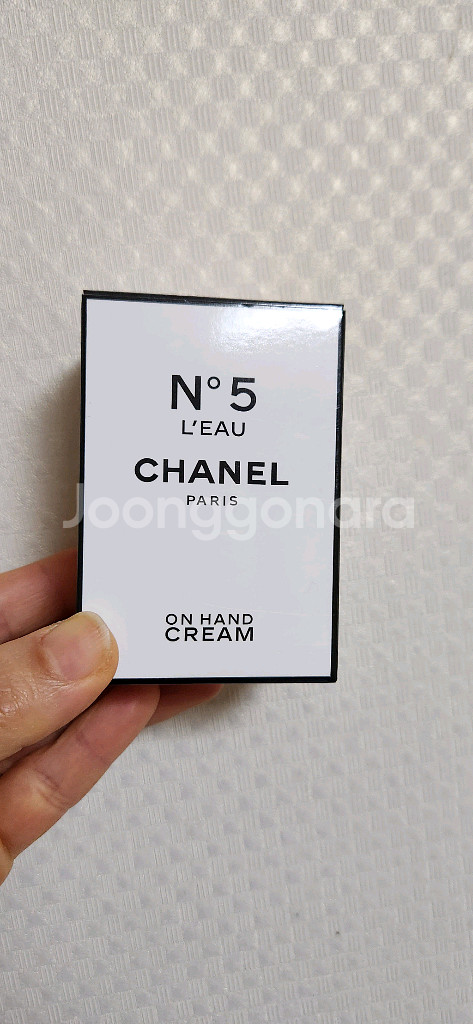 N° 5
L'EAU
CHANEL
PARIS
Joonggonara
ON HAND
CREAM